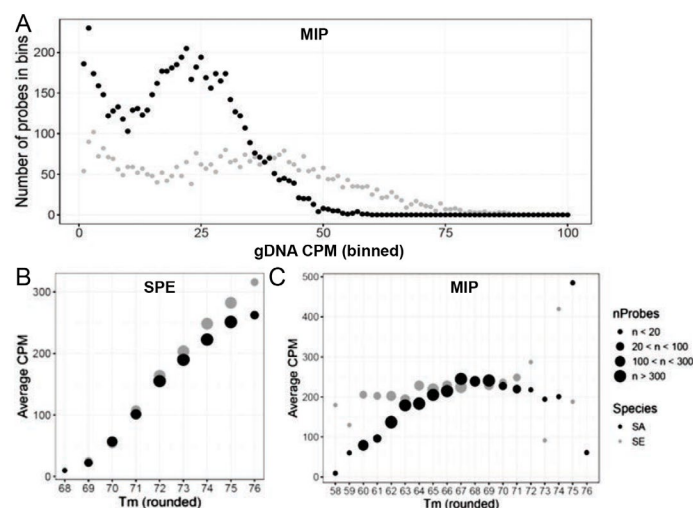 A
MIP
Number of probes in bins
200
150
100
50
0
0 25 50 75 100
gDNA CPM (binned)
B
SPE
Average CPM
300
200
100
0
68 69 70 71 72 73 74 75 76
Tm (rounded)
C
MIP
Average CPM
500
400
300
200
100
0
58 59 60 61 62 63 64 65 66 67 68 69 70 71 72 73 74 75 76
Tm (rounded)
nProbes
n < 20
20 < n < 100
100 < n < 300
n > 300
Species
SA
SE